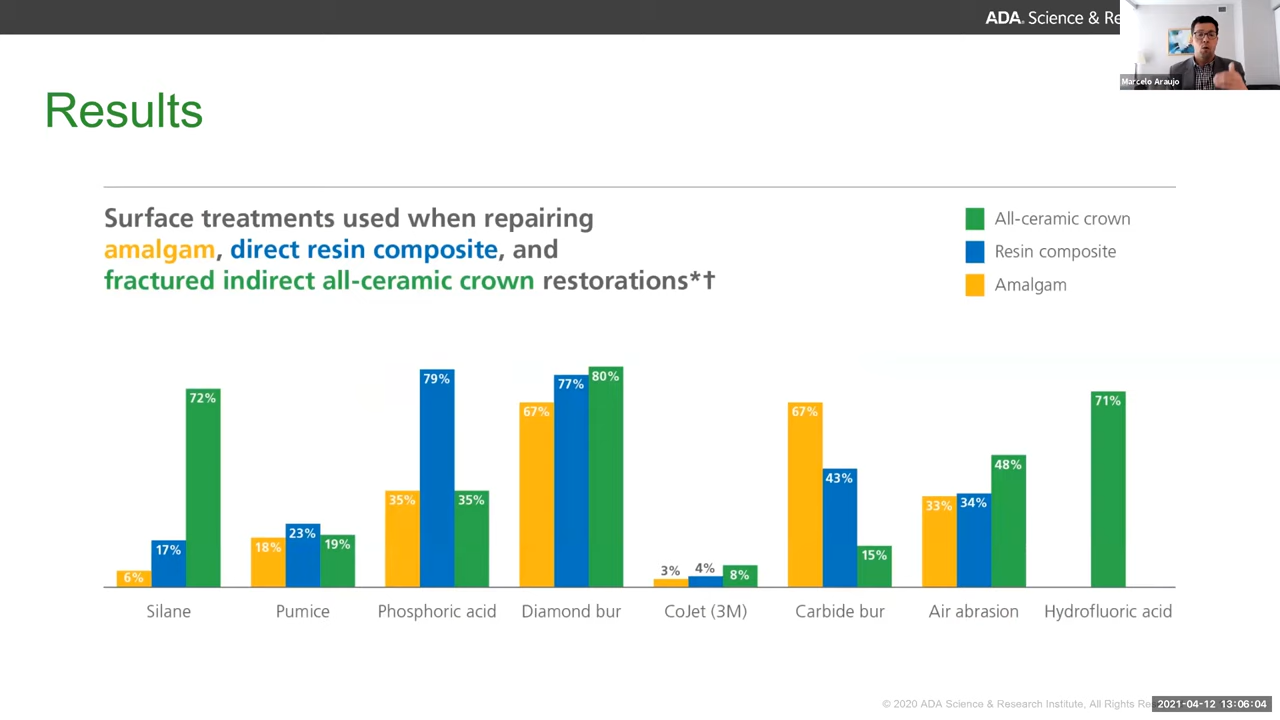 ADA. Science & Re
Marcelo Araujo
Results
Surface treatments used when repairing
amalgam, direct resin composite, and
fractured indirect all-ceramic crown restorations*†
All-ceramic crown
Resin composite
Amalgam
6% 17% 72%
18% 23% 19%
35% 79% 35%
67% 77% 80%
3% 4% 8%
67% 43% 15%
33% 34% 48%
71%
Silane Pumice Phosphoric acid Diamond bur CoJet (3M) Carbide bur Air abrasion Hydrofluoric acid
© 2020 ADA Science & Research Institute, All Rights Re
2021-04-12 13:06:04